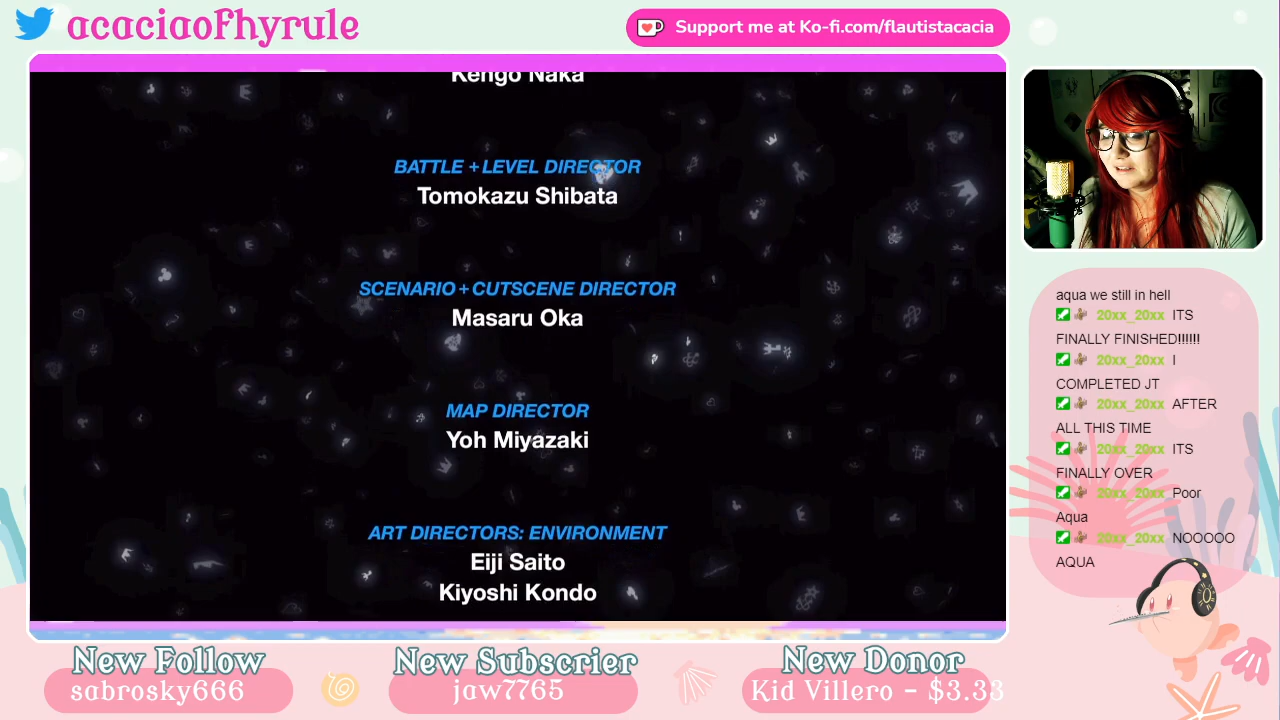 acaciaofhyrule
Support me at Ko-fi.com/flautistacacia
Kengo Naka
BATTLE + LEVEL DIRECTOR
Tomokazu Shibata
SCENARIO + CUTSCENE DIRECTOR
Masaru Oka
MAP DIRECTOR
Yoh Miyazaki
ART DIRECTORS: ENVIRONMENT
Eiji Saito
Kiyoshi Kondo
aqua we still in hell
20xx_20xx ITS
FINALLY FINISHED!!!!!!
20xx_20xx I
COMPLETED JT
20xx_20xx AFTER
ALL THIS TIME
20xx_20xx ITS
FINALLY OVER
20xx_20xx Poor
Aqua
20xx_20xx NOOOOO
AQUA
New Follow
sabrosky666
New Subscrier
jaw7765
New Donor
Kid Villero - $3.33